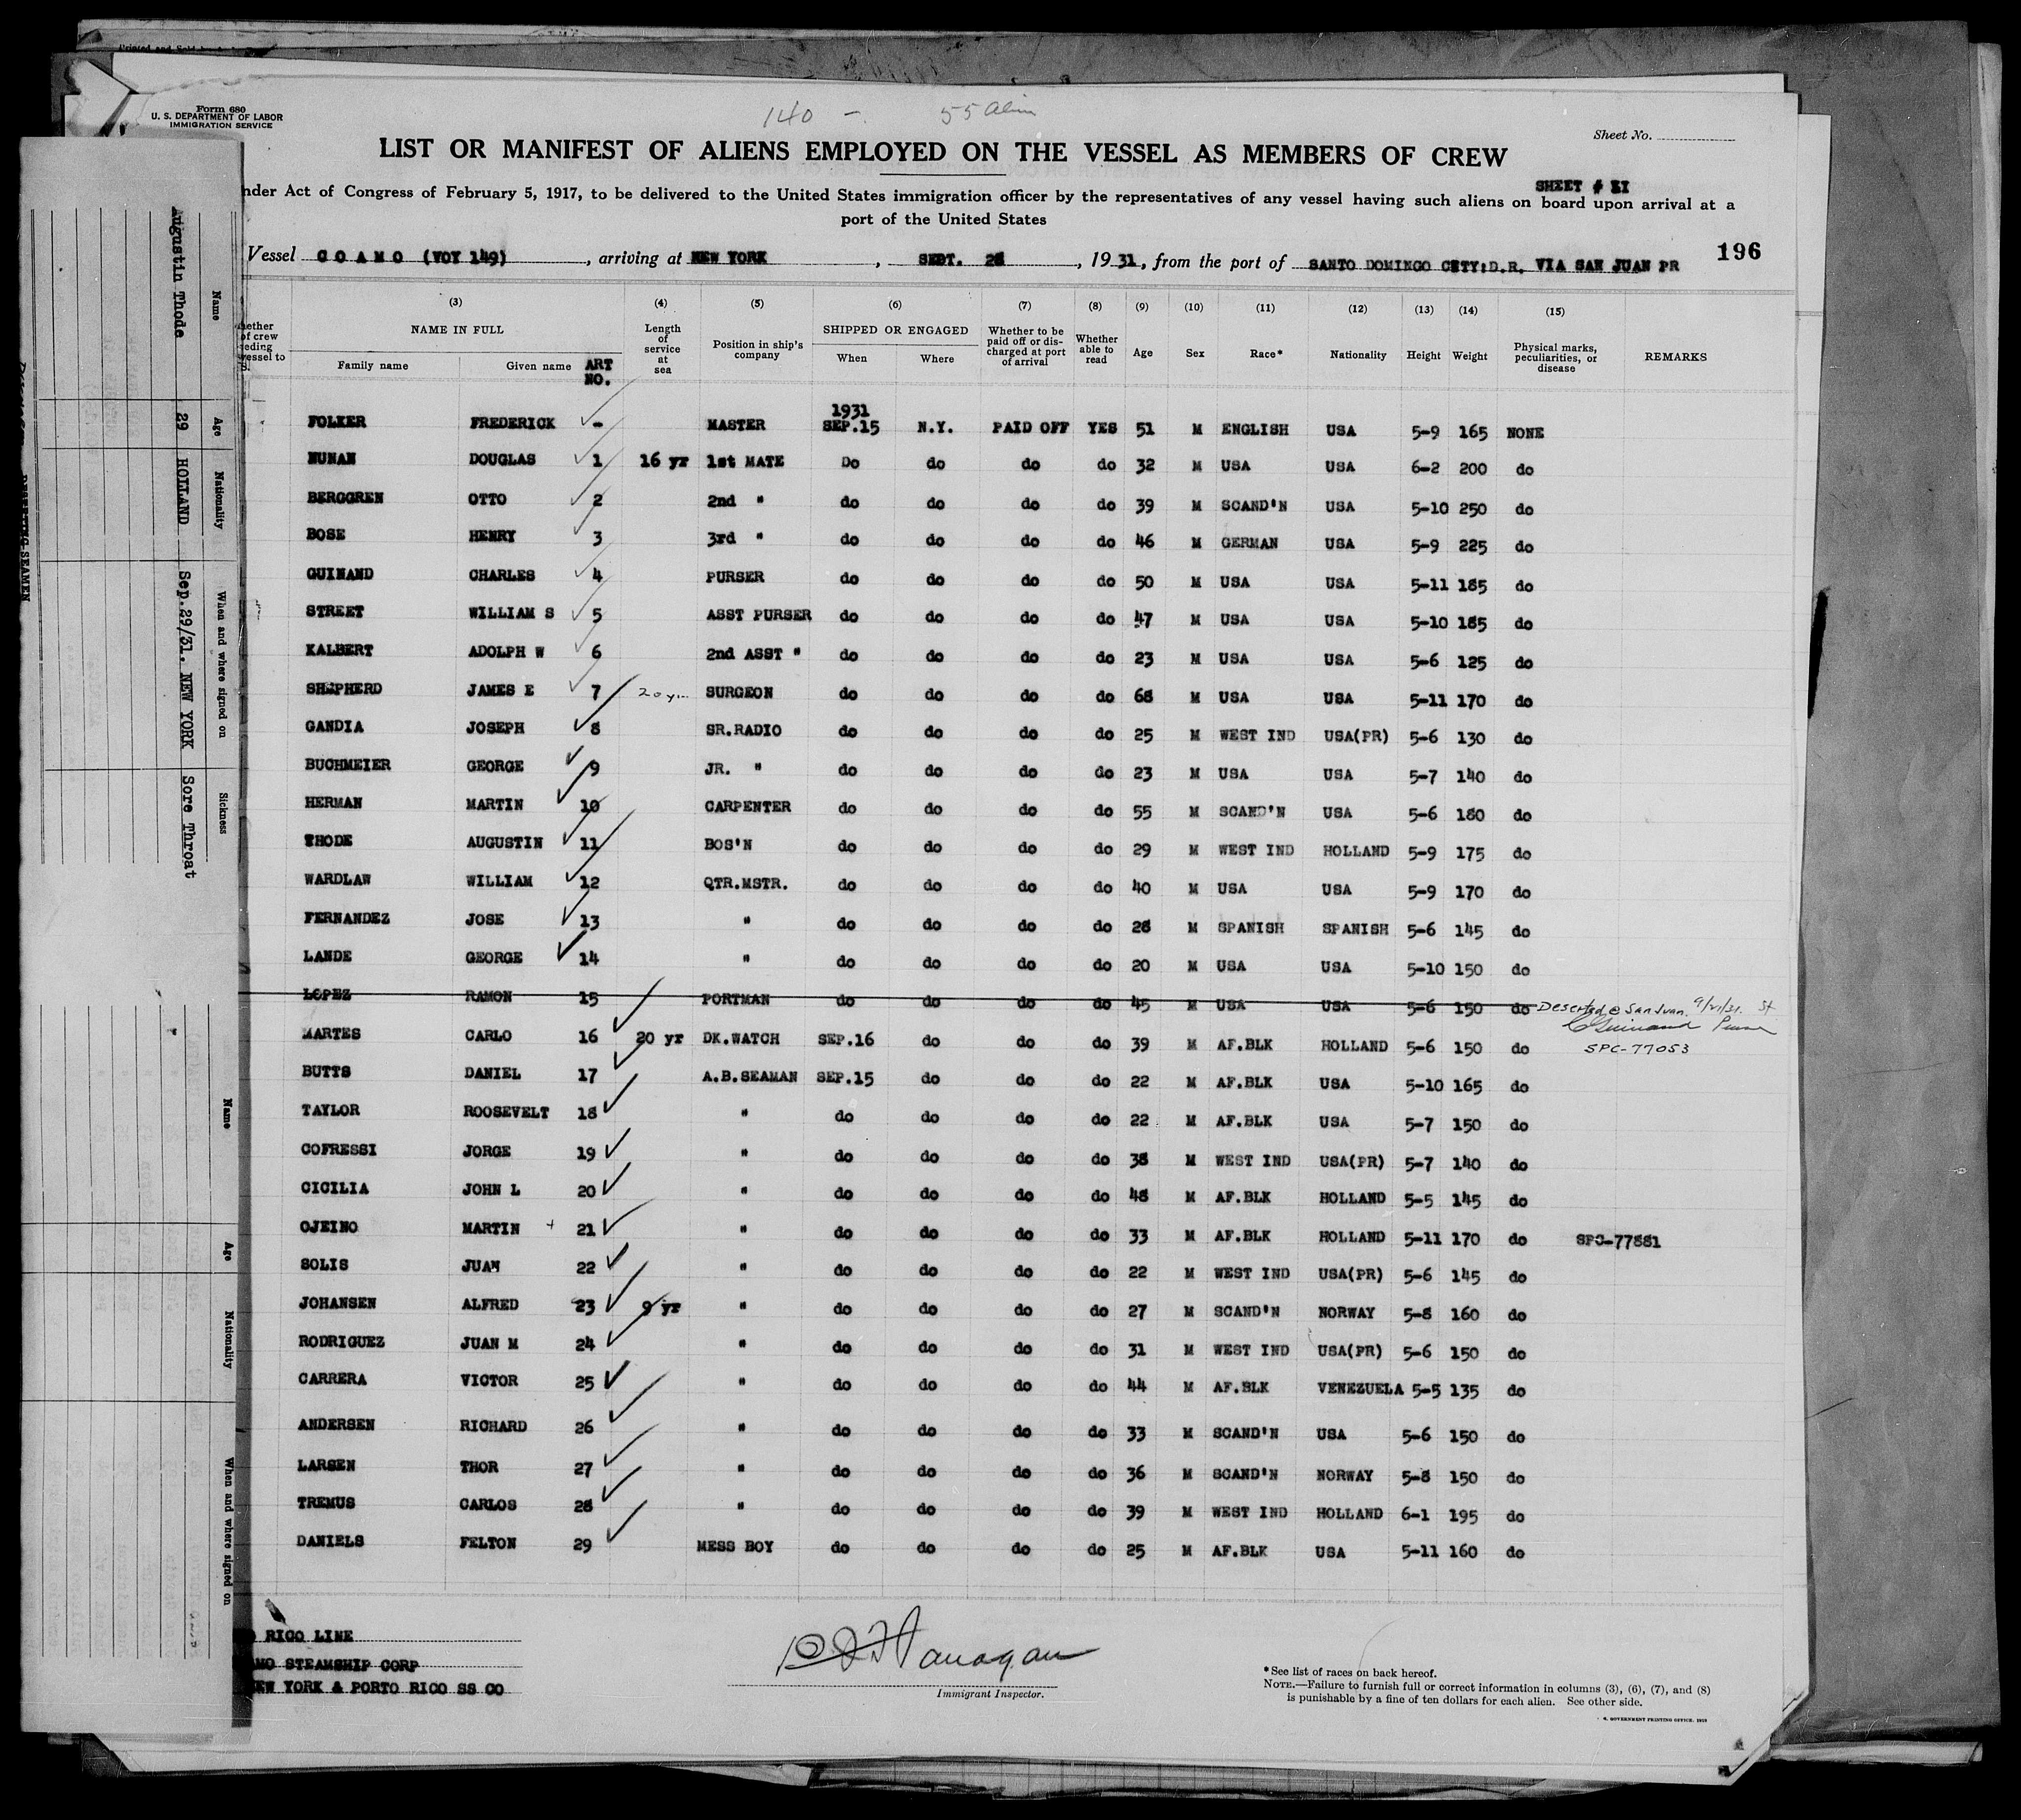 Form 680
U. S. DEPARTMENT OF LABOR
IMMIGRATION SERVICE
140 - 55 Alien
Sheet No.
LIST OR MANIFEST OF ALIENS EMPLOYED ON THE VESSEL AS MEMBERS OF CREW
SHEET #
nder Act of Congress of February 5, 1917, to be delivered to the United States immigration officer by the representatives of any vessel having such aliens on board upon arrival at a
port of the United States
Vessel COAMO (VOY 149), arriving at NEW YORK, SEPT. 28, 1931, from the port of SANTO DOMINGO CITY, D.R. VIA SAN JUAN PR
196
(3) (4) (5) (6) (7) (8) (9) (10) (11) (12) (13) (14) (15)
NAME IN FULL Length of service at sea Position in ship's company SHIPPED OR ENGAGED Whether to be paid off or discharged at port of arrival Whether able to read Age Sex Race* Nationality Height Weight Physical marks, peculiarities, or disease REMARKS
Family name Given name ART NO. When Where
1931
FOLKER FREDERICK - MASTER SEP.15 N.Y. PAID OFF YES 51 M ENGLISH USA 5-9 165 NONE
NUNAN DOUGLAS 1 16 yr 1st MATE Do do do do 32 M USA USA 6-2 200 do
BERGGREN OTTO 2 2nd " do do do do 39 M SCAND'N USA 5-10 250 do
BOSE HENRY 3 3rd " do do do do 46 M GERMAN USA 5-9 225 do
GUINAND CHARLES 4 PURSER do do do do 50 M USA USA 5-11 185 do
STREET WILLIAM S 5 ASST PURSER do do do do 47 M USA USA 5-10 185 do
KALBERT ADOLPH W 6 2nd ASST " do do do do 23 M USA USA 5-6 125 do
SHEPHERD JAMES E 7 20 yr SURGEON do do do do 68 M USA USA 5-11 170 do
GANDIA JOSEPH 8 SR.RADIO do do do do 25 M WEST IND USA(PR) 5-6 130 do
BUCHMEIER GEORGE 9 JR. " do do do do 23 M USA USA 5-7 140 do
HERMAN MARTIN 10 CARPENTER do do do do 55 M SCAND'N USA 5-6 180 do
THODE AUGUSTIN 11 BOS'N do do do do 29 M WEST IND HOLLAND 5-9 175 do
WARDLAW WILLIAM 12 QTR.MSTR. do do do do 40 M USA USA 5-9 170 do
FERNANDEZ JOSE 13 " do do do do 28 M SPANISH SPANISH 5-6 145 do
LANDE GEORGE 14 " do do do do 20 M USA USA 5-10 150 do
LOPEZ RAMON 15 PORTMAN do do do do 45 M USA USA 5-6 150 do Deserted @ San Juan 9/21/31.
CGuinand Purser
MARTES CARLO 16 20 yr DK.WATCH SEP.16 do do do 39 M AF.BLK HOLLAND 5-6 150 do SPC-77053
BUTTS DANIEL 17 A.B.SEAMAN SEP.15 do do do 22 M AF.BLK USA 5-10 165 do
TAYLOR ROOSEVELT 18 " do do do do 22 M AF.BLK USA 5-7 150 do
COFRESSI JORGE 19 " do do do do 38 M WEST IND USA(PR) 5-7 140 do
CICILIA JOHN L 20 " do do do do 48 M AF.BLK HOLLAND 5-5 145 do
OJEINO MARTIN 21 " do do do do 33 M AF.BLK HOLLAND 5-11 170 do SPC-77881
SOLIS JUAN 22 " do do do do 22 M WEST IND USA(PR) 5-6 145 do
JOHANSEN ALFRED 23 9 yr " do do do do 27 M SCAND'N NORWAY 5-8 160 do
RODRIGUEZ JUAN M 24 " do do do do 31 M WEST IND USA(PR) 5-6 150 do
CARRERA VICTOR 25 " do do do do 44 M AF.BLK VENEZUELA 5-5 135 do
ANDERSEN RICHARD 26 " do do do do 33 M SCAND'N USA 5-6 150 do
LARSEN THOR 27 " do do do do 36 M SCAND'N NORWAY 5-8 150 do
TREMUS CARLOS 28 " do do do do 39 M WEST IND HOLLAND 6-1 195 do
DANIELS FELTON 29 MESS BOY do do do do 25 M AF.BLK USA 5-11 160 do
RICO LINE
AMO STEAMSHIP CORP
EW YORK & PORTO RICO SS CO
Flanagan
Immigrant Inspector.
*See list of races on back hereof.
NOTE.—Failure to furnish full or correct information in columns (3), (6), (7), and (8)
is punishable by a fine of ten dollars for each alien. See other side.
GOVERNMENT PRINTING OFFICE. 1919
Name Age Nationality When and where signed on Sickness
Augustin Thode 29 HOLLAND Sep.29/31. NEW YORK Sore Throat
Name Age Nationality When and where signed on